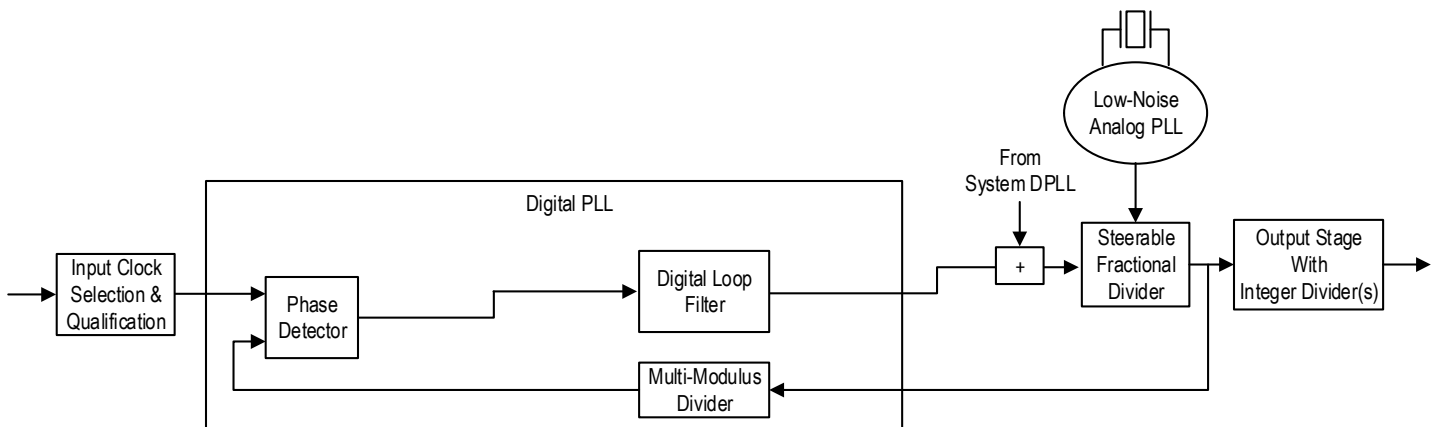 Low-Noise
Analog PLL
From
System DPLL
Digital PLL
Input Clock
Selection &
Qualification
Phase
Detector
Digital Loop
Filter
+
Steerable
Fractional
Divider
Output Stage
With
Integer Divider(s)
Multi-Modulus
Divider